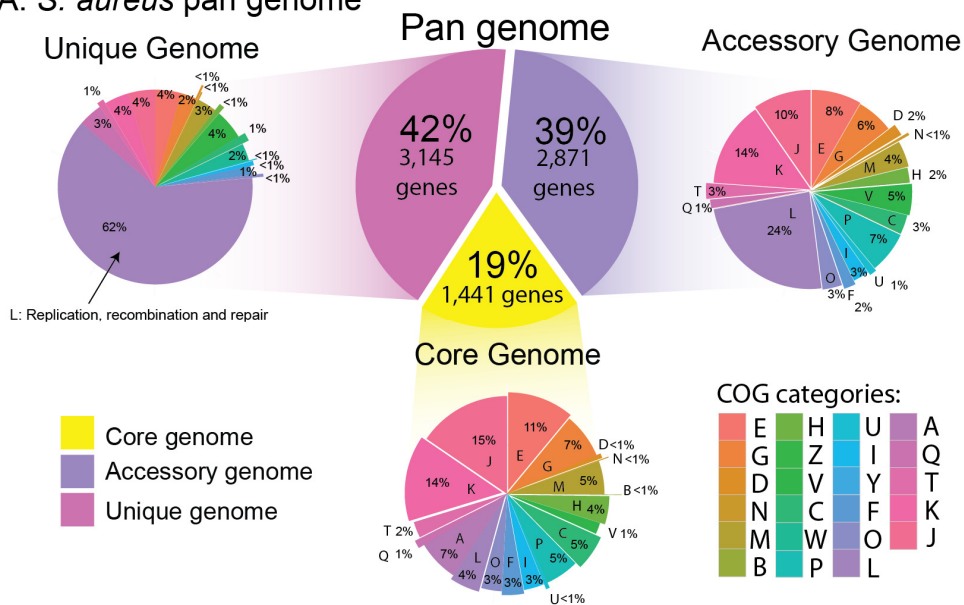 A: S. aureus pan genome
Pan genome
Unique Genome
Accessory Genome
1%
4%
4%
4%
2%
<1%
<1%
3%
<1%
4%
1%
2%
<1%
<1%
1%
<1%
3%
62%
L: Replication, recombination and repair
42%
3,145
genes
39%
2,871
genes
19%
1,441 genes
10%
J
8%
E
6%
G
D 2%
N<1%
M 4%
H 2%
V 5%
C
3%
P
7%
I
3%
U 1%
F
2%
O
3%
L
24%
Q 1%
T 3%
14%
K
Core Genome
15%
J
11%
E
7%
G
D<1%
N<1%
M 5%
B<1%
H 4%
V 1%
C
5%
P
5%
I
3%
U<1%
F
3%
O
3%
L
4%
A
7%
Q 1%
T 2%
14%
K
Core genome
Accessory genome
Unique genome
COG categories:
E H U A
G Z I Q
D V Y T
N C F K
M W O J
B P L